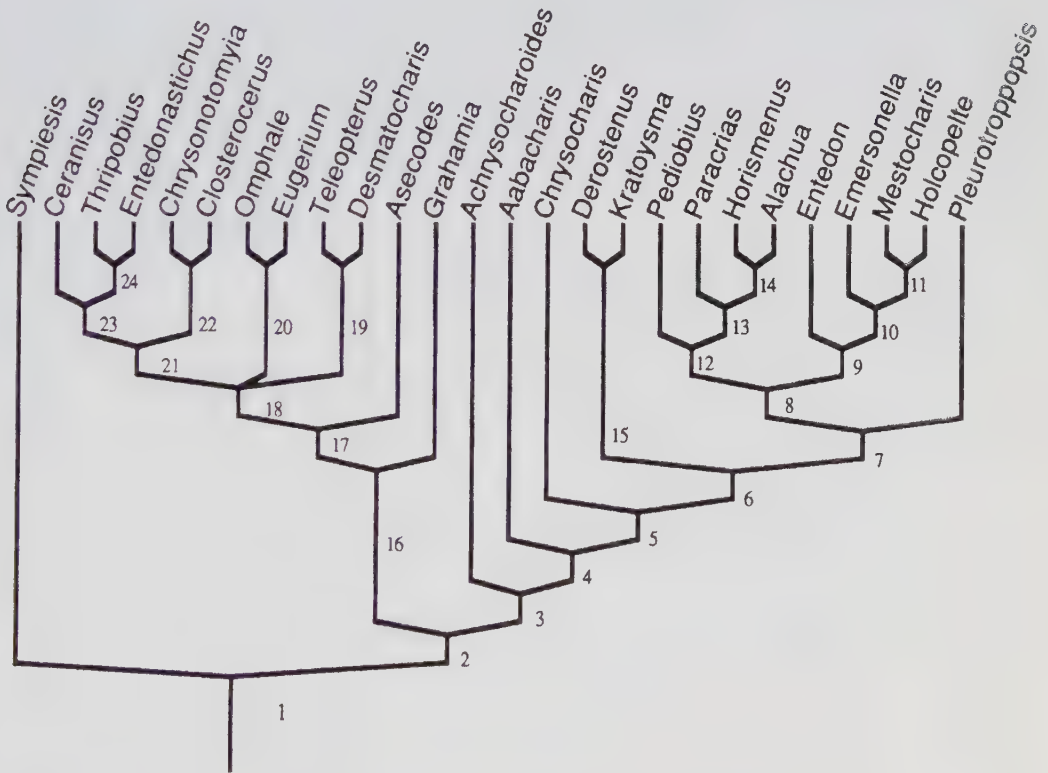 Sympiesis
Ceranisus
Thripobius
Entedonastichus
Chrysonotomyia
Closterocerus
Omphale
Eugerium
Teleopterus
Desmatocharis
Asecodes
Grahamia
Achrysocharoides
Aabacharis
Chrysocharis
Derostenus
Kratoysma
Pediobius
Paracrias
Horismenus
Alachua
Entedon
Emersonella
Mestocharis
Holcopelte
Pleurotroppopsis
24
14
11
23
22
20
19
13
10
21
12
9
18
8
17
15
7
6
16
5
4
3
2
1